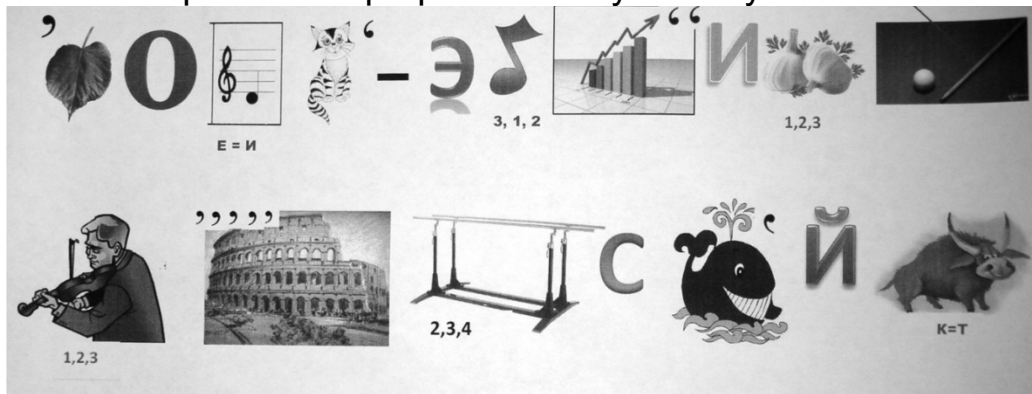 , О ‘ - Э ‘ ‘ И
Е = И 3, 1, 2 1,2,3
, , , , , С , Й
1,2,3 2,3,4 К=Т